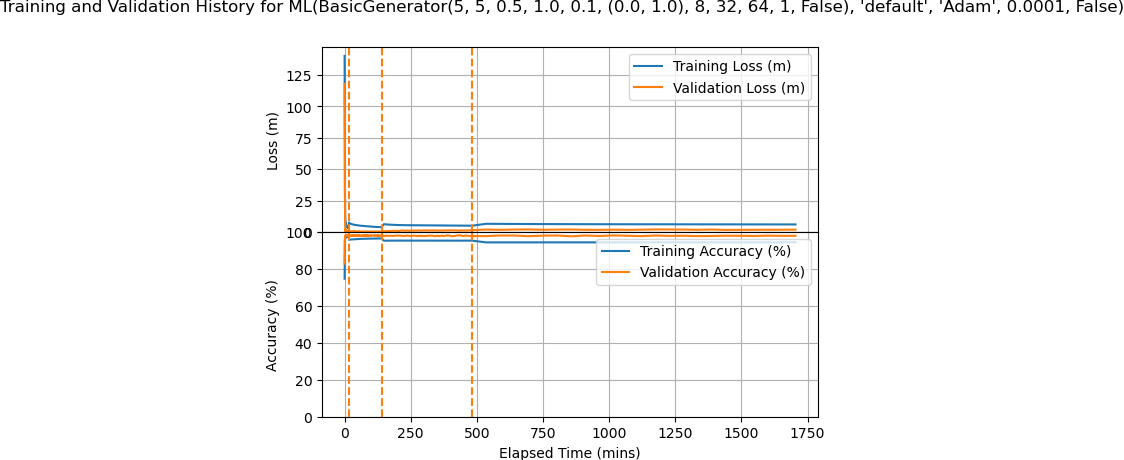 Training and Validation History for ML(BasicGenerator(5, 5, 0.5, 1.0, 0.1, (0.0, 1.0), 8, 32, 64, 1, False), 'default', 'Adam', 0.0001, False)
125
100
75
50
25
0
Loss (m)
Training Loss (m)
Validation Loss (m)
100
80
60
40
20
0
Accuracy (%)
Training Accuracy (%)
Validation Accuracy (%)
0 250 500 750 1000 1250 1500 1750
Elapsed Time (mins)